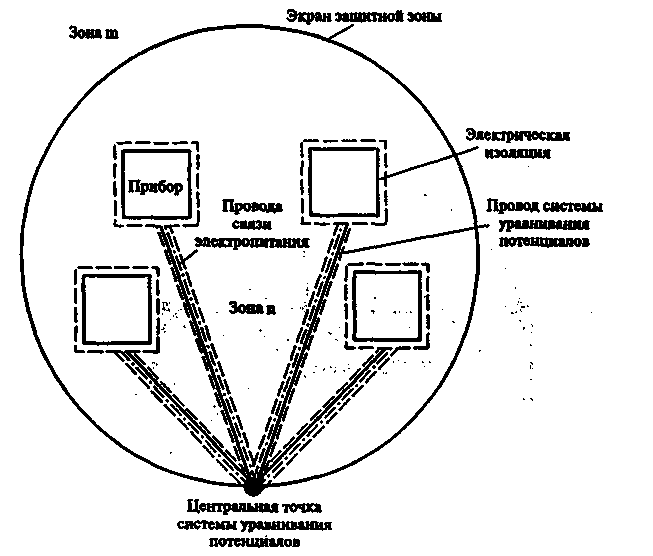 Экран защитной зоны
Зона m
Электрическая
изоляция
Прибор
Провода
связи
электропитания
Провод системы
уравнивания
потенциалов
Зона n
Центральная точка
системы уравнивания
потенциалов